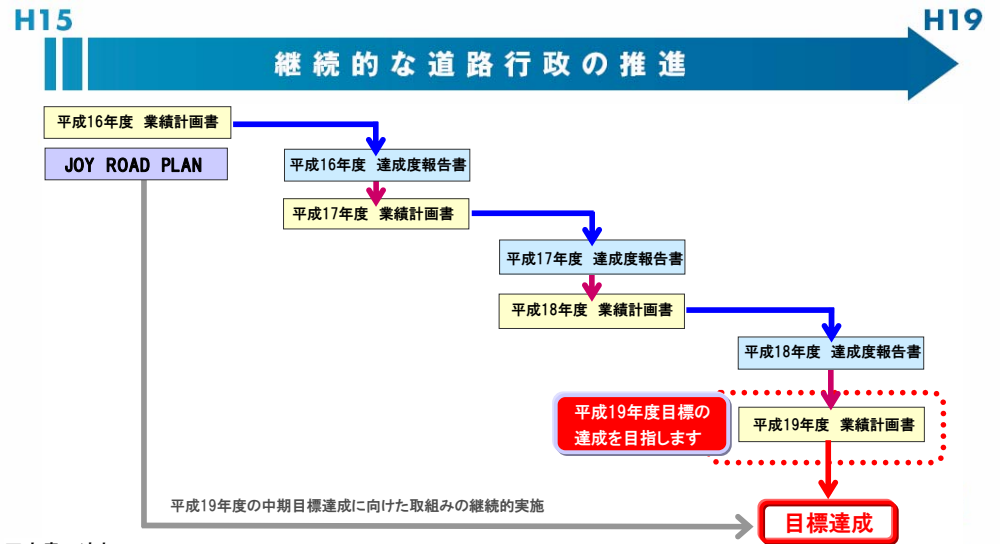 H15
H19
継続的な道路行政の推進
平成16年度 業績計画書
JOY ROAD PLAN
平成16年度 達成度報告書
平成17年度 業績計画書
平成17年度 達成度報告書
平成18年度 業績計画書
平成18年度 達成度報告書
平成19年度目標の
達成を目指します
平成19年度 業績計画書
平成19年度の中期目標達成に向けた取組みの継続的実施
目標達成